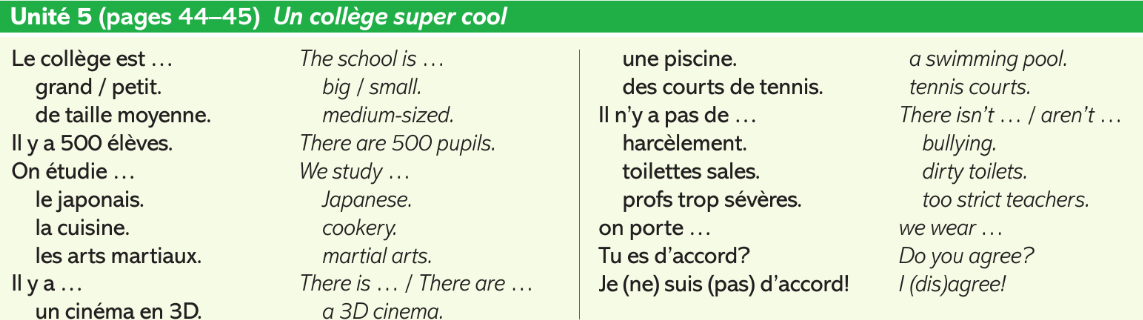 Unité 5 (pages 44–45) Un collège super cool
Le collège est … The school is …
grand / petit. big / small.
de taille moyenne. medium-sized.
Il y a 500 élèves. There are 500 pupils.
On étudie … We study …
le japonais. Japanese.
la cuisine. cookery.
les arts martiaux. martial arts.
Il y a … There is … / There are …
un cinéma en 3D. a 3D cinema.
une piscine. a swimming pool.
des courts de tennis. tennis courts.
Il n’y a pas de … There isn’t … / aren’t …
harcèlement. bullying.
toilettes sales. dirty toilets.
profs trop sévères. too strict teachers.
on porte … we wear …
Tu es d’accord? Do you agree?
Je (ne) suis (pas) d’accord! I (dis)agree!